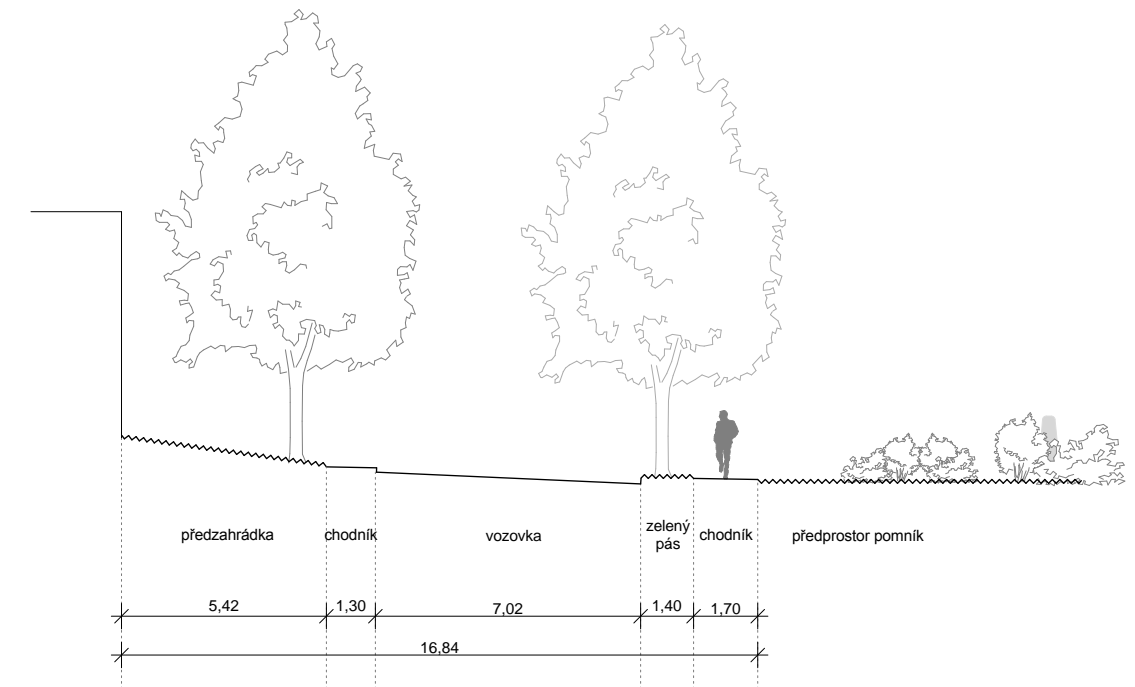 předzahrádka
chodník
vozovka
zelený
pás
chodník
předprostor pomník
5,42
1,30
7,02
1,40
1,70
16,84